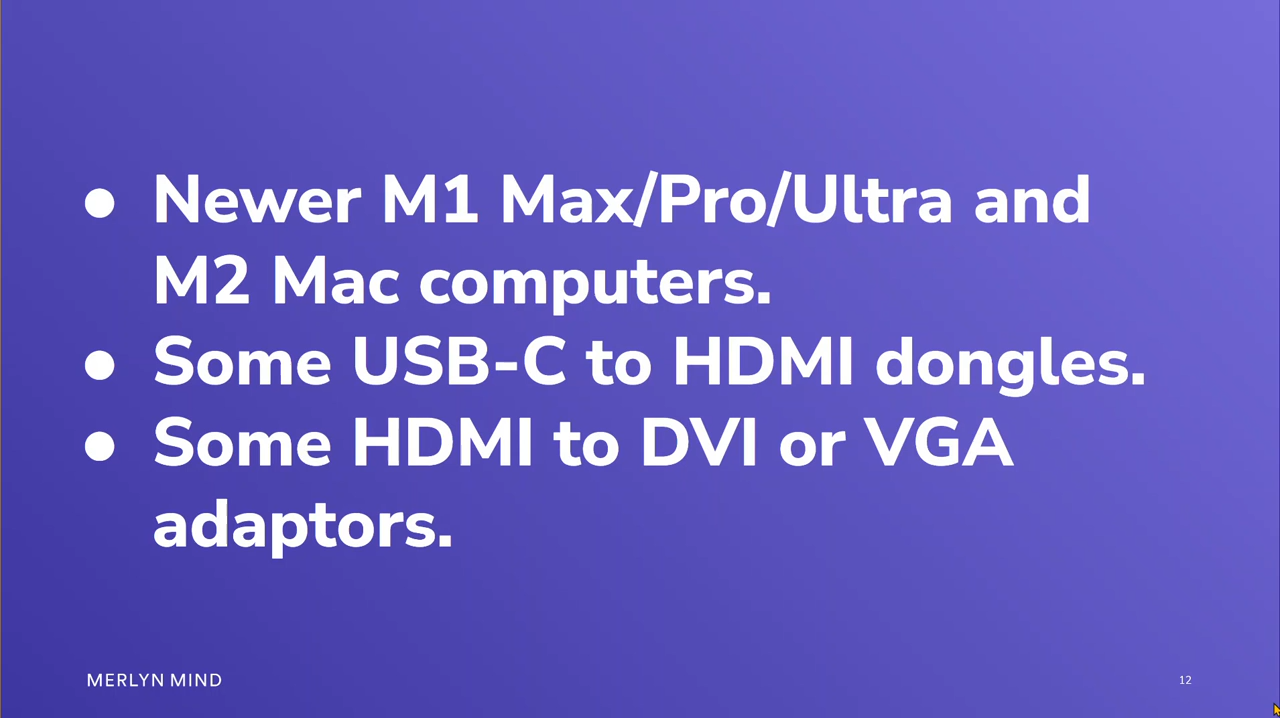 ● Newer M1 Max/Pro/Ultra and
M2 Mac computers.
● Some USB-C to HDMI dongles.
● Some HDMI to DVI or VGA
adaptors.
MERLYN MIND
12